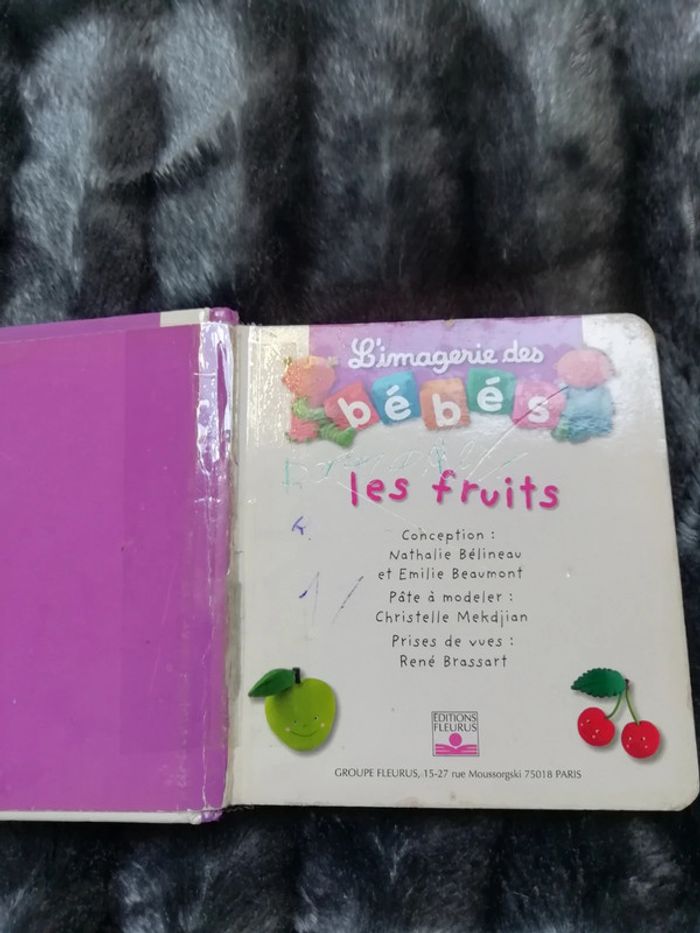 L'imagerie des
bébés
les fruits
Conception :
Nathalie Bélineau
et Emilie Beaumont
Pâte à modeler :
Christelle Mekdjian
Prises de vues :
René Brassart
EDITIONS
FLEURUS
GROUPE FLEURUS, 15-27 rue Moussorgski 75018 PARIS